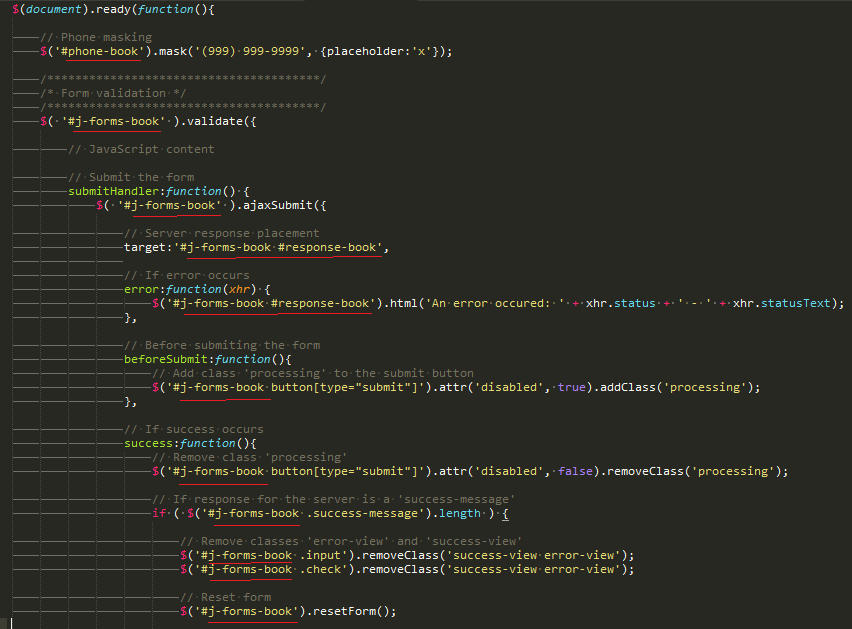 $(document).ready(function(){
// Phone masking
$('#phone-book').mask('(999) 999-9999', {placeholder:'x'});
/***************************************/
/* Form validation */
/***************************************/
$( '#j-forms-book' ).validate({
// JavaScript content
// Submit the form
submitHandler:function() {
$( '#j-forms-book' ).ajaxSubmit({
// Server response placement
target:'#j-forms-book #response-book',
// If error occurs
error:function(xhr) {
$('#j-forms-book #response-book').html('An error occured: ' + xhr.status + ' - ' + xhr.statusText);
},
// Before submiting the form
beforeSubmit:function(){
// Add class 'processing' to the submit button
$('#j-forms-book button[type="submit"]').attr('disabled', true).addClass('processing');
},
// If success occurs
success:function(){
// Remove class 'processing'
$('#j-forms-book button[type="submit"]').attr('disabled', false).removeClass('processing');
// If response for the server is a 'success-message'
if ( $('#j-forms-book .success-message').length ) {
// Remove classes 'error-view' and 'success-view'
$('#j-forms-book .input').removeClass('success-view error-view');
$('#j-forms-book .check').removeClass('success-view error-view');
// Reset form
$('#j-forms-book').resetForm();